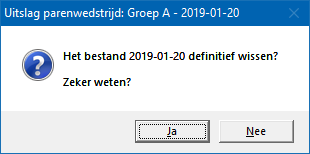 Uitslag parenwedstrijd: Groep A - 2019-01-20
Het bestand 2019-01-20 definitief wissen?
Zeker weten?
Ja
Nee